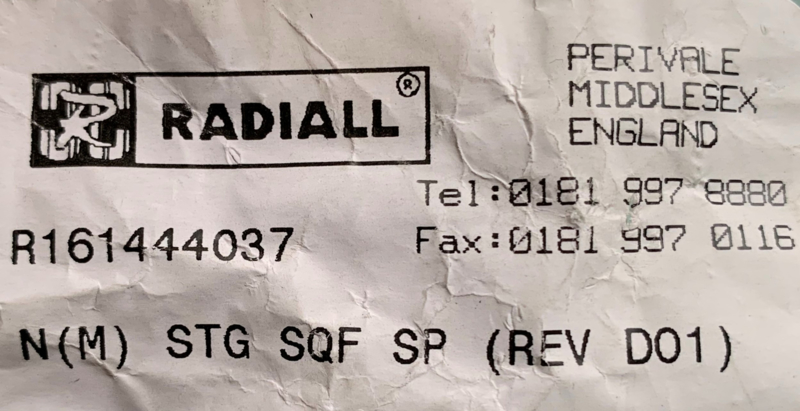 RADIALL ®
PERIVALE
MIDDLESEX
ENGLAND
Tel:0181 997 8880
Fax:0181 997 0116
R161444037
N(M) STG SQF SP (REV D01)